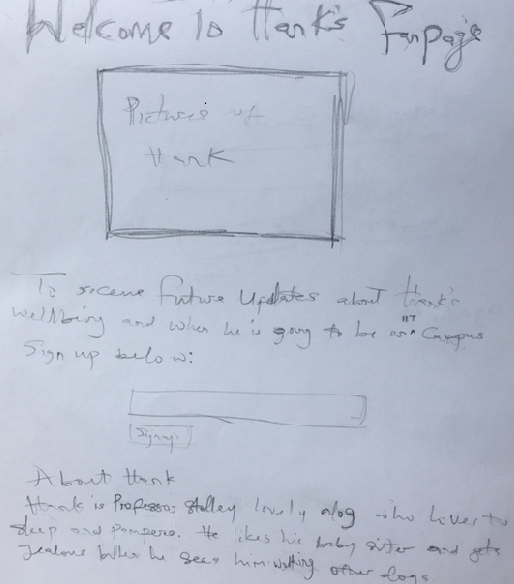 Welcome To Hank's Fanpage
Pictures of
Hank
To receive future updates about Hank's
wellbeing and when he is going to be on Campus
Sign up below:
Signup
About Hank
Hank is Professor lovely dog who loves to
sleep and. He likes his baby sister and gets
Jealous when he sees him walking other dogs